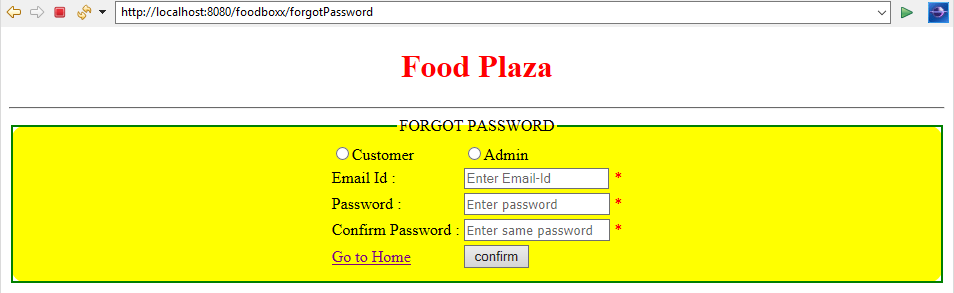 http://localhost:8080/foodboxx/forgotPassword
Food Plaza
FORGOT PASSWORD
Customer Admin
Email Id : Enter Email-Id *
Password : Enter password *
Confirm Password : Enter same password *
Go to Home confirm